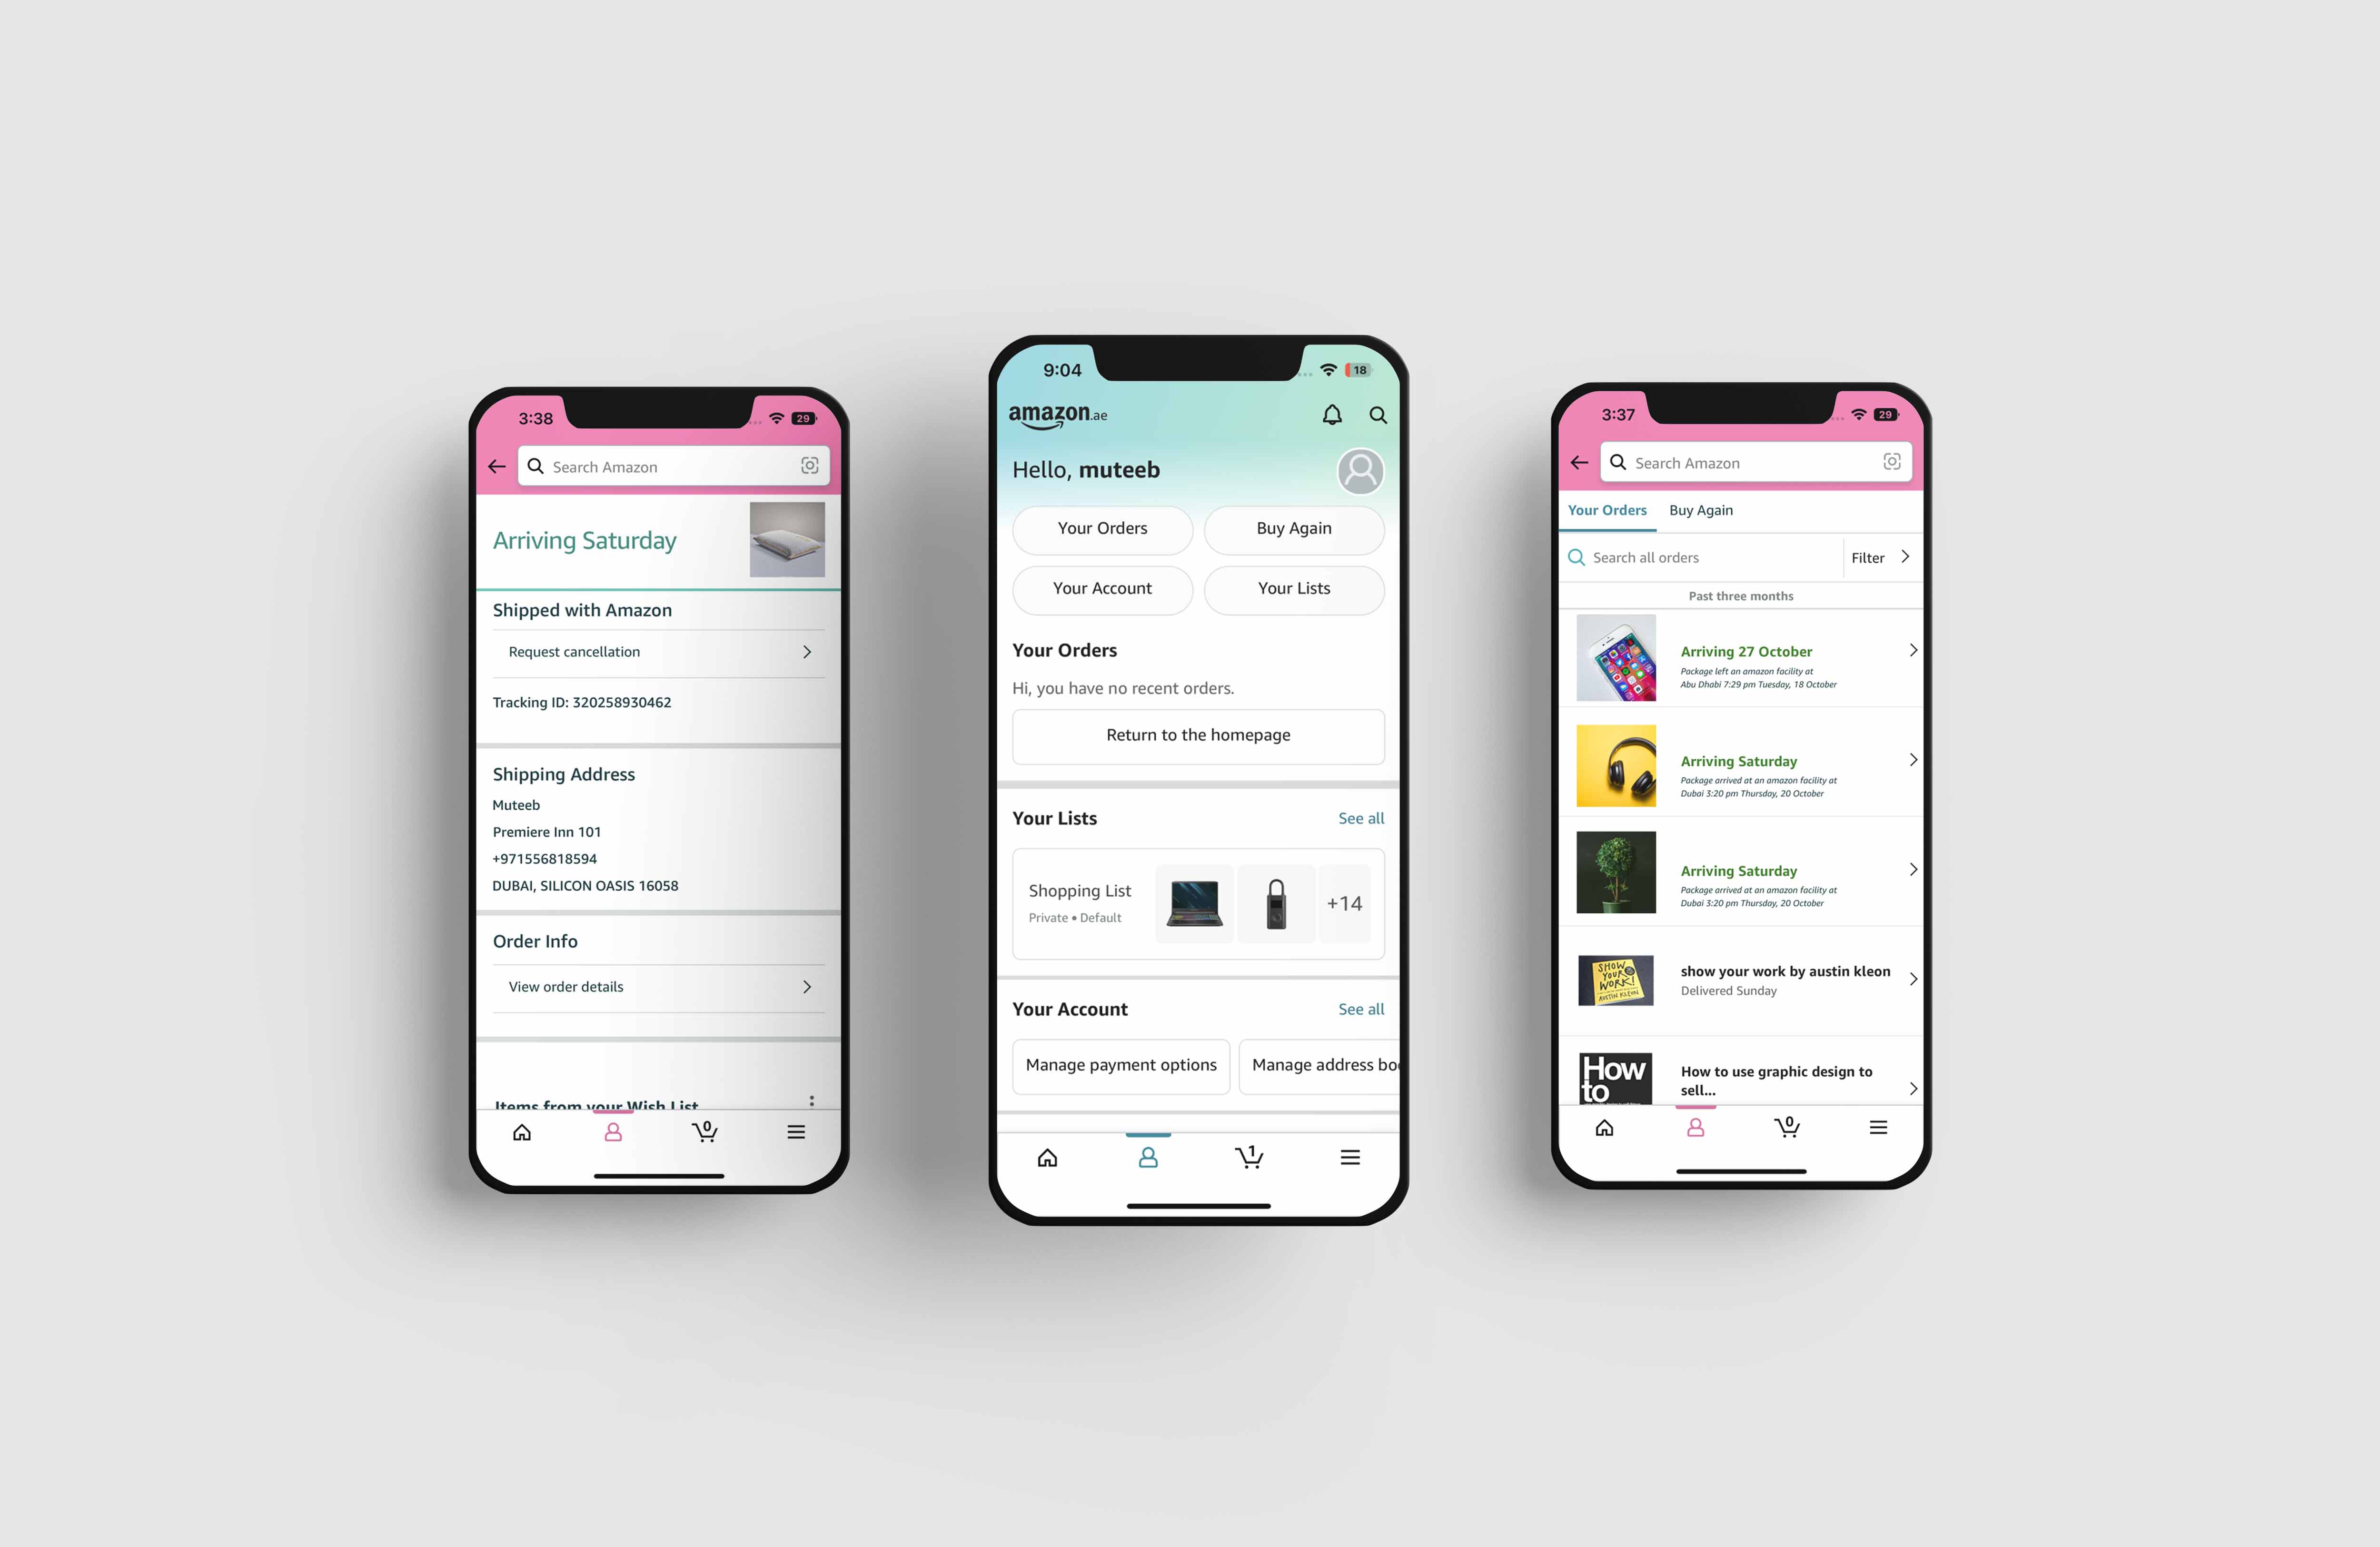 3:38
29
Search Amazon
Arriving Saturday
Shipped with Amazon
Request cancellation
Tracking ID: 320258930462
Shipping Address
Muteeb
Premiere Inn 101
+971556818594
DUBAI, SILICON OASIS 16058
Order Info
View order details
Items from your Wish List
0
9:04
18
amazon.ae
Hello, muteeb
Your Orders
Buy Again
Your Account
Your Lists
Your Orders
Hi, you have no recent orders.
Return to the homepage
Your Lists
See all
Shopping List
+14
Private • Default
Your Account
See all
Manage payment options
Manage address bo
1
3:37
29
Search Amazon
Your Orders
Buy Again
Search all orders
Filter
Past three months
Arriving 27 October
Package left an amazon facility at
Abu Dhabi 7:29 pm Tuesday, 18 October
Arriving Saturday
Package arrived at an amazon facility at
Dubai 3:20 pm Thursday, 20 October
Arriving Saturday
Package arrived at an amazon facility at
Dubai 3:20 pm Thursday, 20 October
SHOW
YOUR
WORK!
AUSTIN KLEON
show your work by austin kleon
Delivered Sunday
How
to
How to use graphic design to
sell...
0